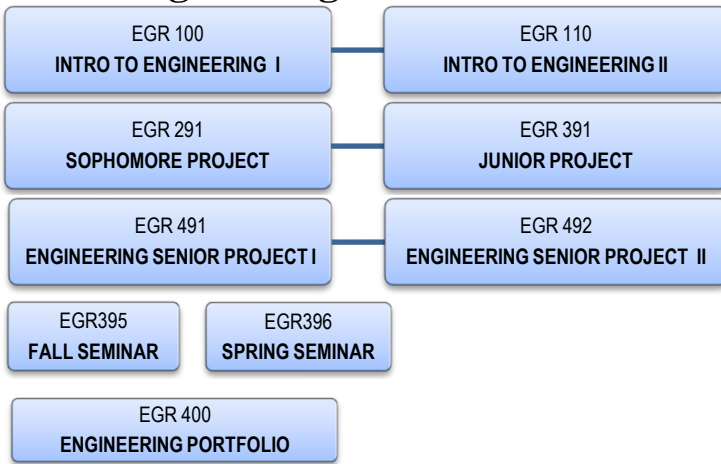 EGR 100
INTRO TO ENGINEERING I
EGR 110
INTRO TO ENGINEERING II
EGR 291
SOPHOMORE PROJECT
EGR 391
JUNIOR PROJECT
EGR 491
ENGINEERING SENIOR PROJECT I
EGR 492
ENGINEERING SENIOR PROJECT II
EGR395
FALL SEMINAR
EGR396
SPRING SEMINAR
EGR 400
ENGINEERING PORTFOLIO